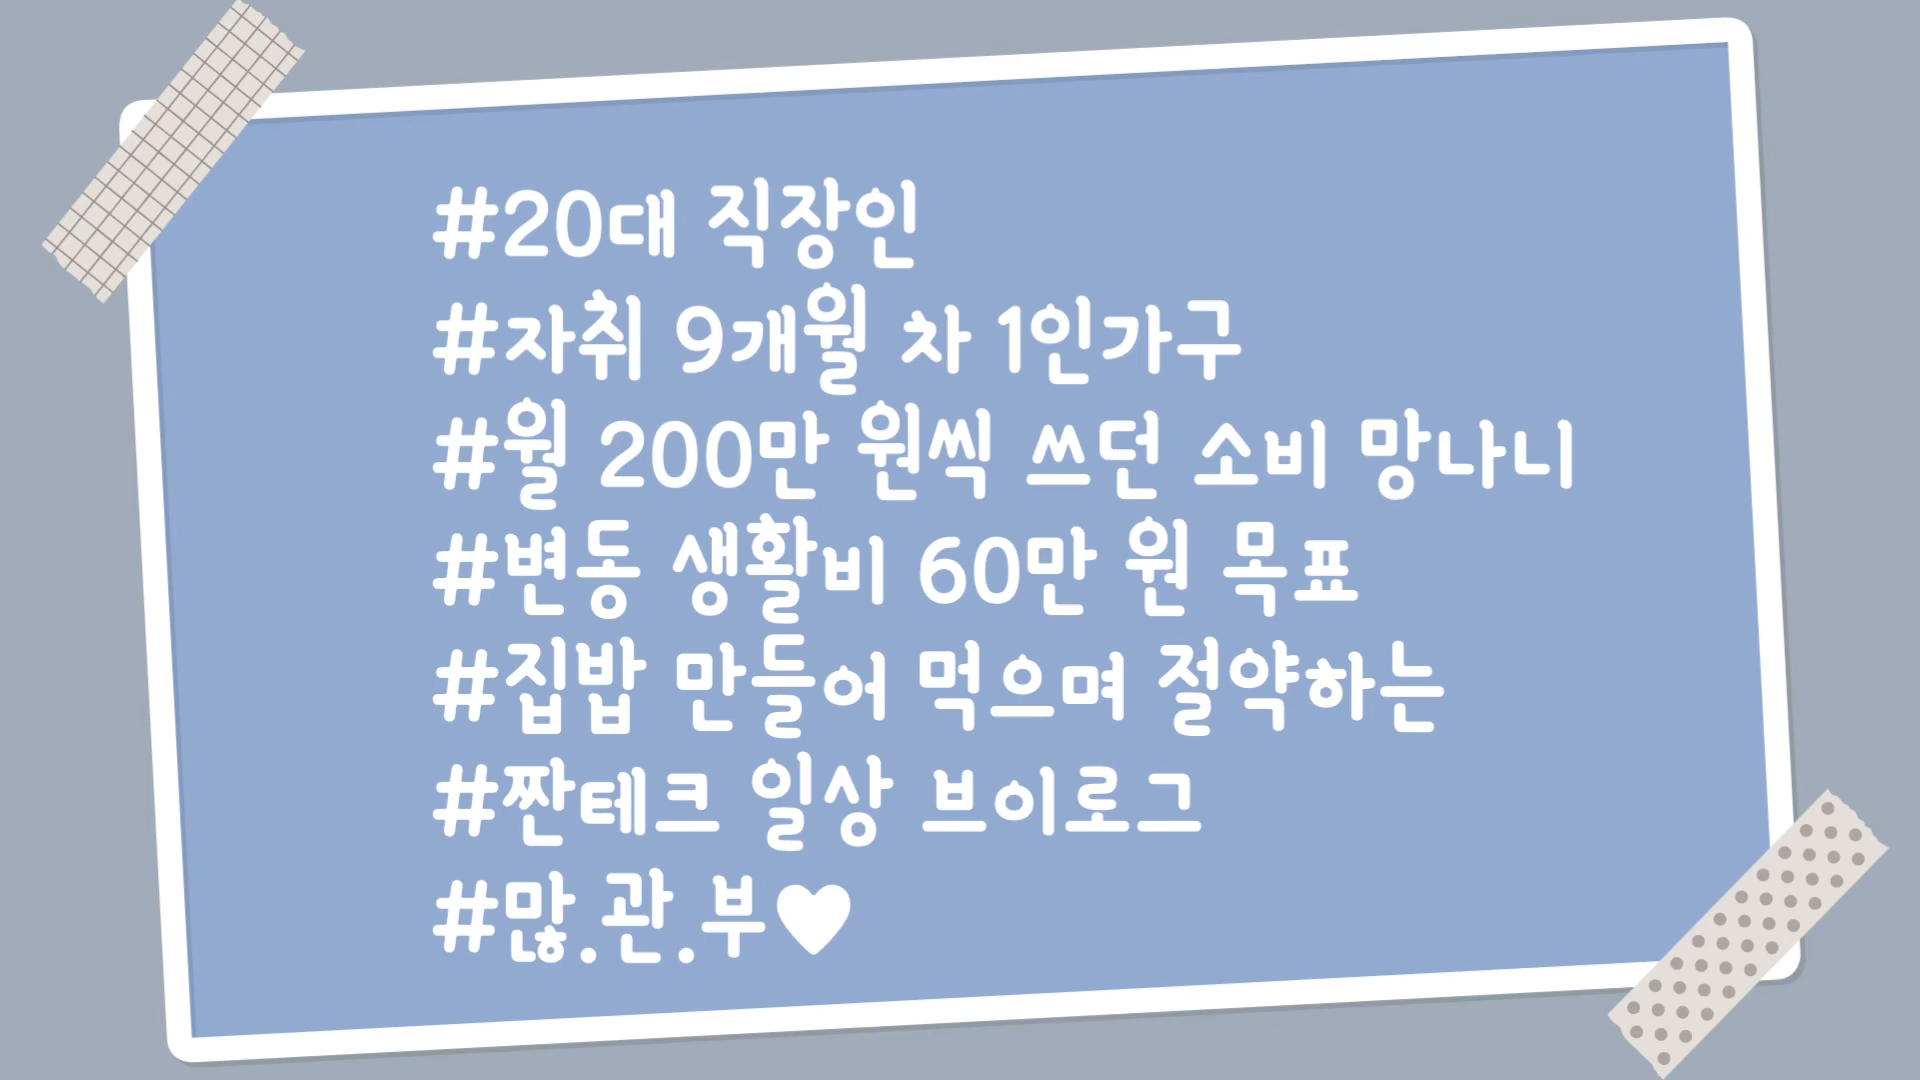 #20대 직장인
#자취 9개월 차 1인가구
#월 200만 원씩 쓰던 소비 망나니
#변동 생활비 60만 원 목표
#집밥 만들어 먹으며 절약하는
#짠테크 일상 브이로그
#많.관.부♥